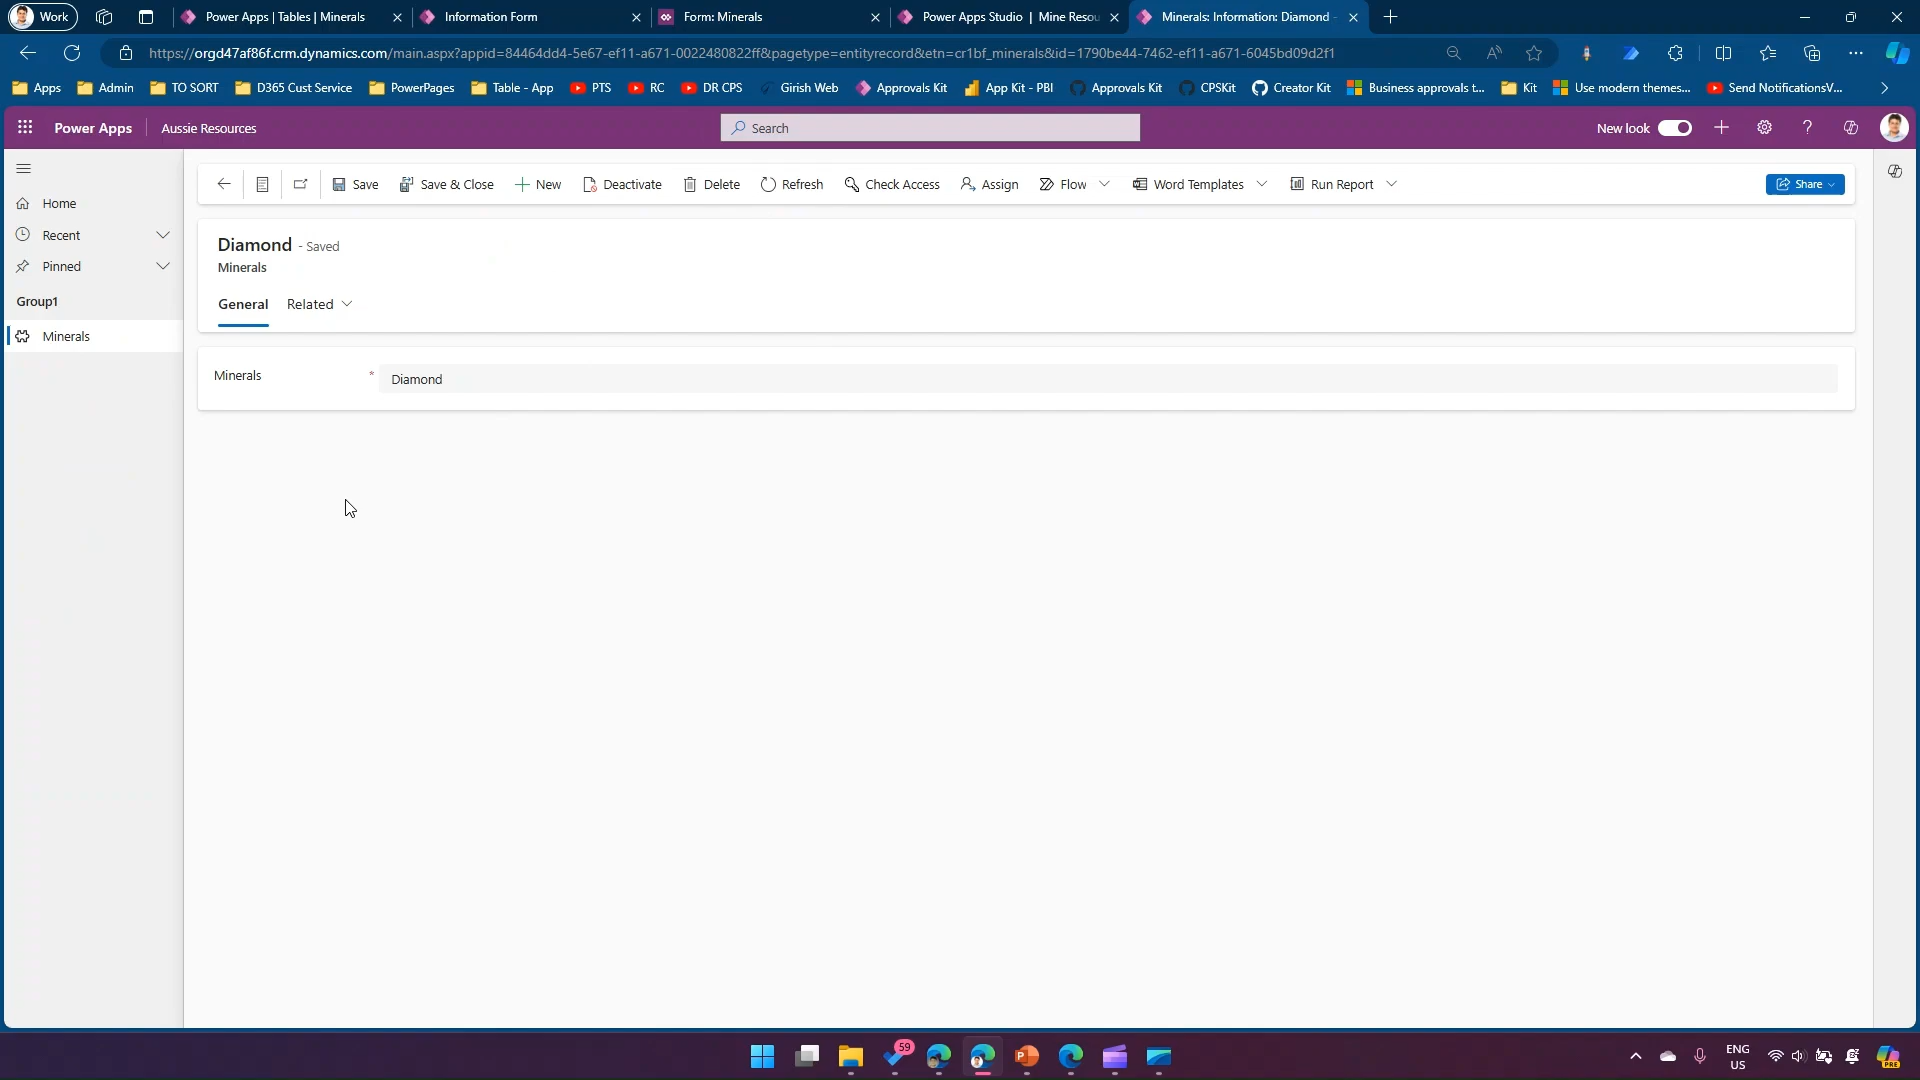 Work
Power Apps | Tables | Minerals
Information Form
Form: Minerals
Power Apps Studio | Mine Resou
Minerals: Information: Diamond -
https://orgd47af86f.crm.dynamics.com/main.aspx?appid=84464dd4-5e67-ef11-a671-0022480822ff&pagetype=entityrecord&etn=cr1bf_minerals&id=1790be44-7462-ef11-a671-6045bd09d2f1
Apps
Admin
TO SORT
D365 Cust Service
PowerPages
Table - App
PTS
RC
DR CPS
Girish Web
Approvals Kit
App Kit - PBI
Approvals Kit
CPSKit
Creator Kit
Business approvals t...
Kit
Use modern themes...
Send NotificationsV...
Power Apps
Aussie Resources
Search
New look
Save
Save & Close
New
Deactivate
Delete
Refresh
Check Access
Assign
Flow
Word Templates
Run Report
Share
Home
Recent
Pinned
Group1
Minerals
Diamond - Saved
Minerals
General
Related
Minerals
*
Diamond
59
ENG
US
PRE